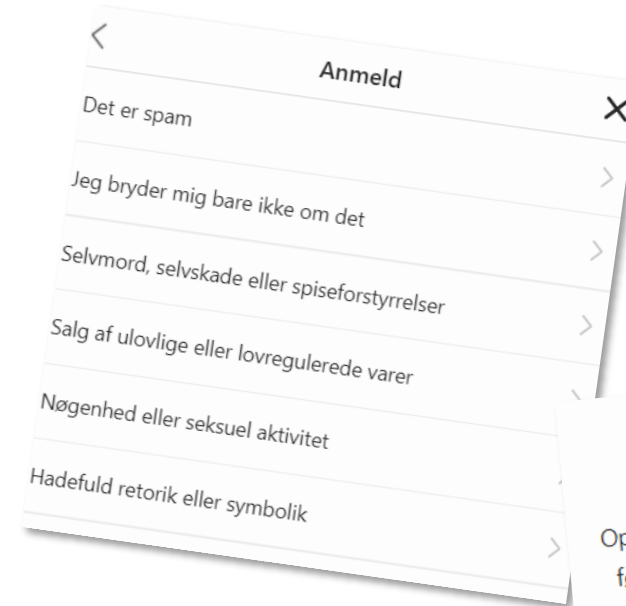 Anmeld
Det er spam
Jeg bryder mig bare ikke om det
Selvmord, selvskade eller spiseforstyrrelser
Salg af ulovlige eller lovregulerede varer
Nøgenhed eller seksuel aktivitet
Hadefuld retorik eller symbolik